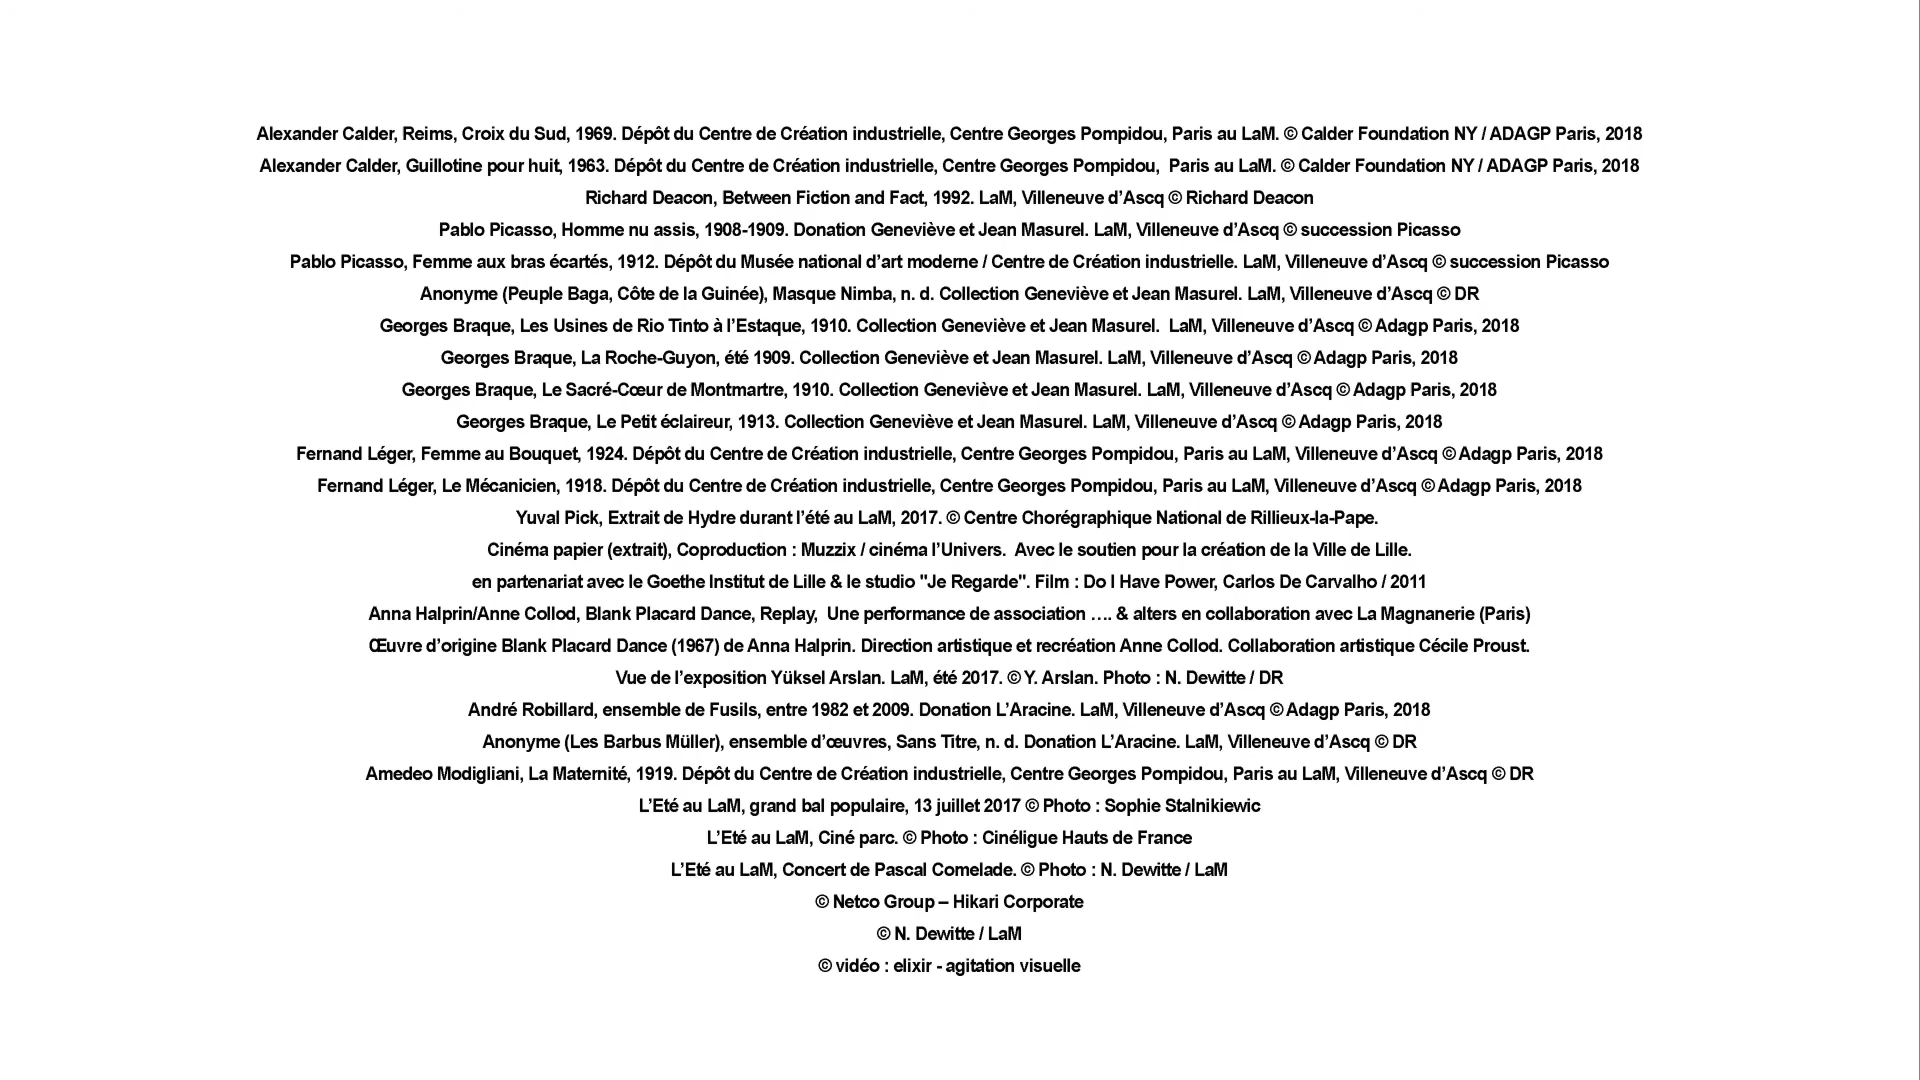 Alexander Calder, Reims, Croix du Sud, 1969. Dépôt du Centre de Création industrielle, Centre Georges Pompidou, Paris au LaM. © Calder Foundation NY / ADAGP Paris, 2018
Alexander Calder, Guillotine pour huit, 1963. Dépôt du Centre de Création industrielle, Centre Georges Pompidou,  Paris au LaM. © Calder Foundation NY / ADAGP Paris, 2018
Richard Deacon, Between Fiction and Fact, 1992. LaM, Villeneuve d’Ascq © Richard Deacon
Pablo Picasso, Homme nu assis, 1908-1909. Donation Geneviève et Jean Masurel. LaM, Villeneuve d’Ascq © succession Picasso
Pablo Picasso, Femme aux bras écartés, 1912. Dépôt du Musée national d’art moderne / Centre de Création industrielle. LaM, Villeneuve d’Ascq © succession Picasso
Anonyme (Peuple Baga, Côte de la Guinée), Masque Nimba, n. d. Collection Geneviève et Jean Masurel. LaM, Villeneuve d’Ascq © DR
Georges Braque, Les Usines de Rio Tinto à l’Estaque, 1910. Collection Geneviève et Jean Masurel.  LaM, Villeneuve d’Ascq © Adagp Paris, 2018
Georges Braque, La Roche-Guyon, été 1909. Collection Geneviève et Jean Masurel. LaM, Villeneuve d’Ascq © Adagp Paris, 2018
Georges Braque, Le Sacré-Cœur de Montmartre, 1910. Collection Geneviève et Jean Masurel. LaM, Villeneuve d’Ascq © Adagp Paris, 2018
Georges Braque, Le Petit éclaireur, 1913. Collection Geneviève et Jean Masurel. LaM, Villeneuve d’Ascq © Adagp Paris, 2018
Fernand Léger, Femme au Bouquet, 1924. Dépôt du Centre de Création industrielle, Centre Georges Pompidou, Paris au LaM, Villeneuve d’Ascq © Adagp Paris, 2018
Fernand Léger, Le Mécanicien, 1918. Dépôt du Centre de Création industrielle, Centre Georges Pompidou, Paris au LaM, Villeneuve d’Ascq © Adagp Paris, 2018
Yuval Pick, Extrait de Hydre durant l’été au LaM, 2017. © Centre Chorégraphique National de Rillieux-la-Pape.
Cinéma papier (extrait), Coproduction : Muzzix / cinéma l’Univers.  Avec le soutien pour la création de la Ville de Lille.
en partenariat avec le Goethe Institut de Lille & le studio "Je Regarde". Film : Do I Have Power, Carlos De Carvalho / 2011
Anna Halprin/Anne Collod, Blank Placard Dance, Replay,  Une performance de association …. & alters en collaboration avec La Magnanerie (Paris)
Œuvre d’origine Blank Placard Dance (1967) de Anna Halprin. Direction artistique et recréation Anne Collod. Collaboration artistique Cécile Proust.
Vue de l’exposition Yüksel Arslan. LaM, été 2017. © Y. Arslan. Photo : N. Dewitte / DR
André Robillard, ensemble de Fusils, entre 1982 et 2009. Donation L’Aracine. LaM, Villeneuve d’Ascq © Adagp Paris, 2018
Anonyme (Les Barbus Müller), ensemble d’œuvres, Sans Titre, n. d. Donation L’Aracine. LaM, Villeneuve d’Ascq © DR
Amedeo Modigliani, La Maternité, 1919. Dépôt du Centre de Création industrielle, Centre Georges Pompidou, Paris au LaM, Villeneuve d’Ascq © DR
L’Eté au LaM, grand bal populaire, 13 juillet 2017 © Photo : Sophie Stalnikiewic
L’Eté au LaM, Ciné parc. © Photo : Cinéligue Hauts de France
L’Eté au LaM, Concert de Pascal Comelade. © Photo : N. Dewitte / LaM
© Netco Group – Hikari Corporate
© N. Dewitte / LaM
© vidéo : elixir - agitation visuelle